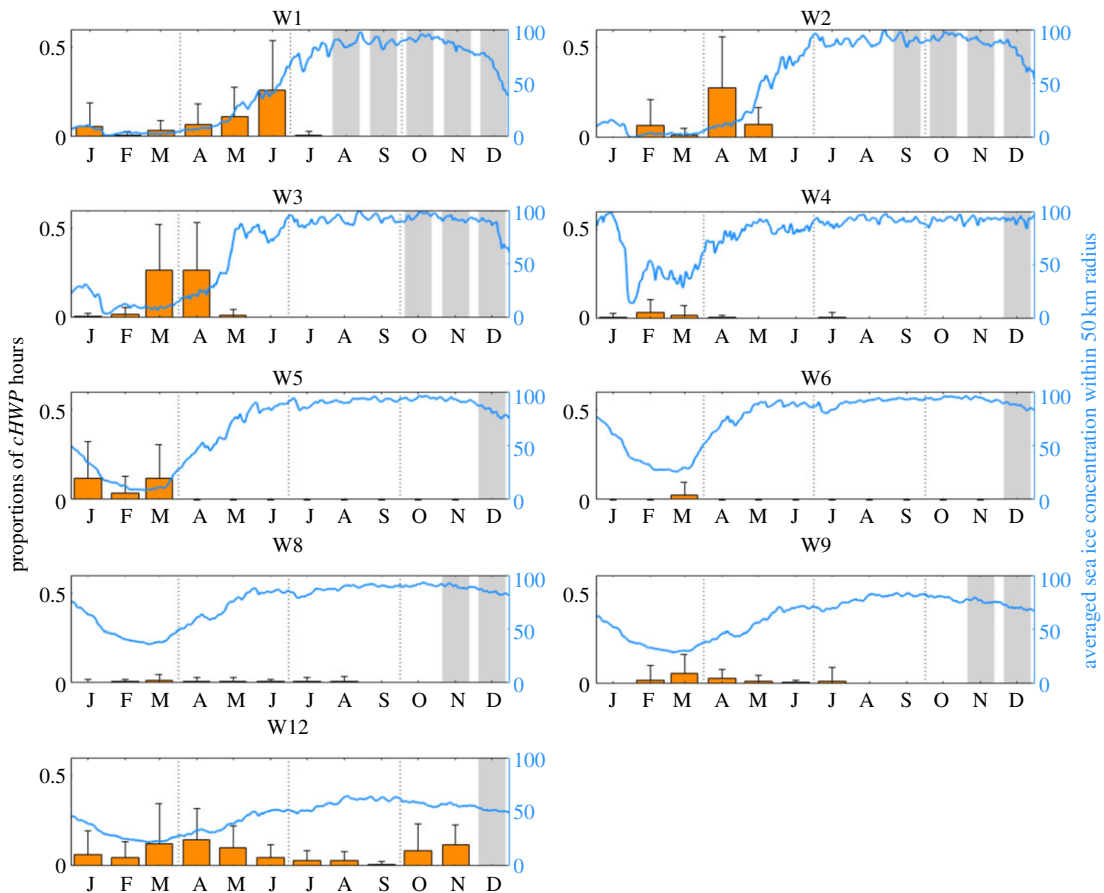 W1 W2
0.5 100 0.5 100
50 50
0 0 0 0
J F M A M J J A S O N D J F M A M J J A S O N D
W3 W4
0.5 100 0.5 100
50 50
0 0 0 0
J F M A M J J A S O N D J F M A M J J A S O N D
W5 W6
0.5 100 0.5 100
50 50
0 0 0 0
J F M A M J J A S O N D J F M A M J J A S O N D
W8 W9
0.5 100 0.5 100
50 50
0 0 0 0
J F M A M J J A S O N D J F M A M J J A S O N D
W12
0.5 100
50
0 0
J F M A M J J A S O N D
proportions of cHWP hours
averaged sea ice concentration within 50 km radius